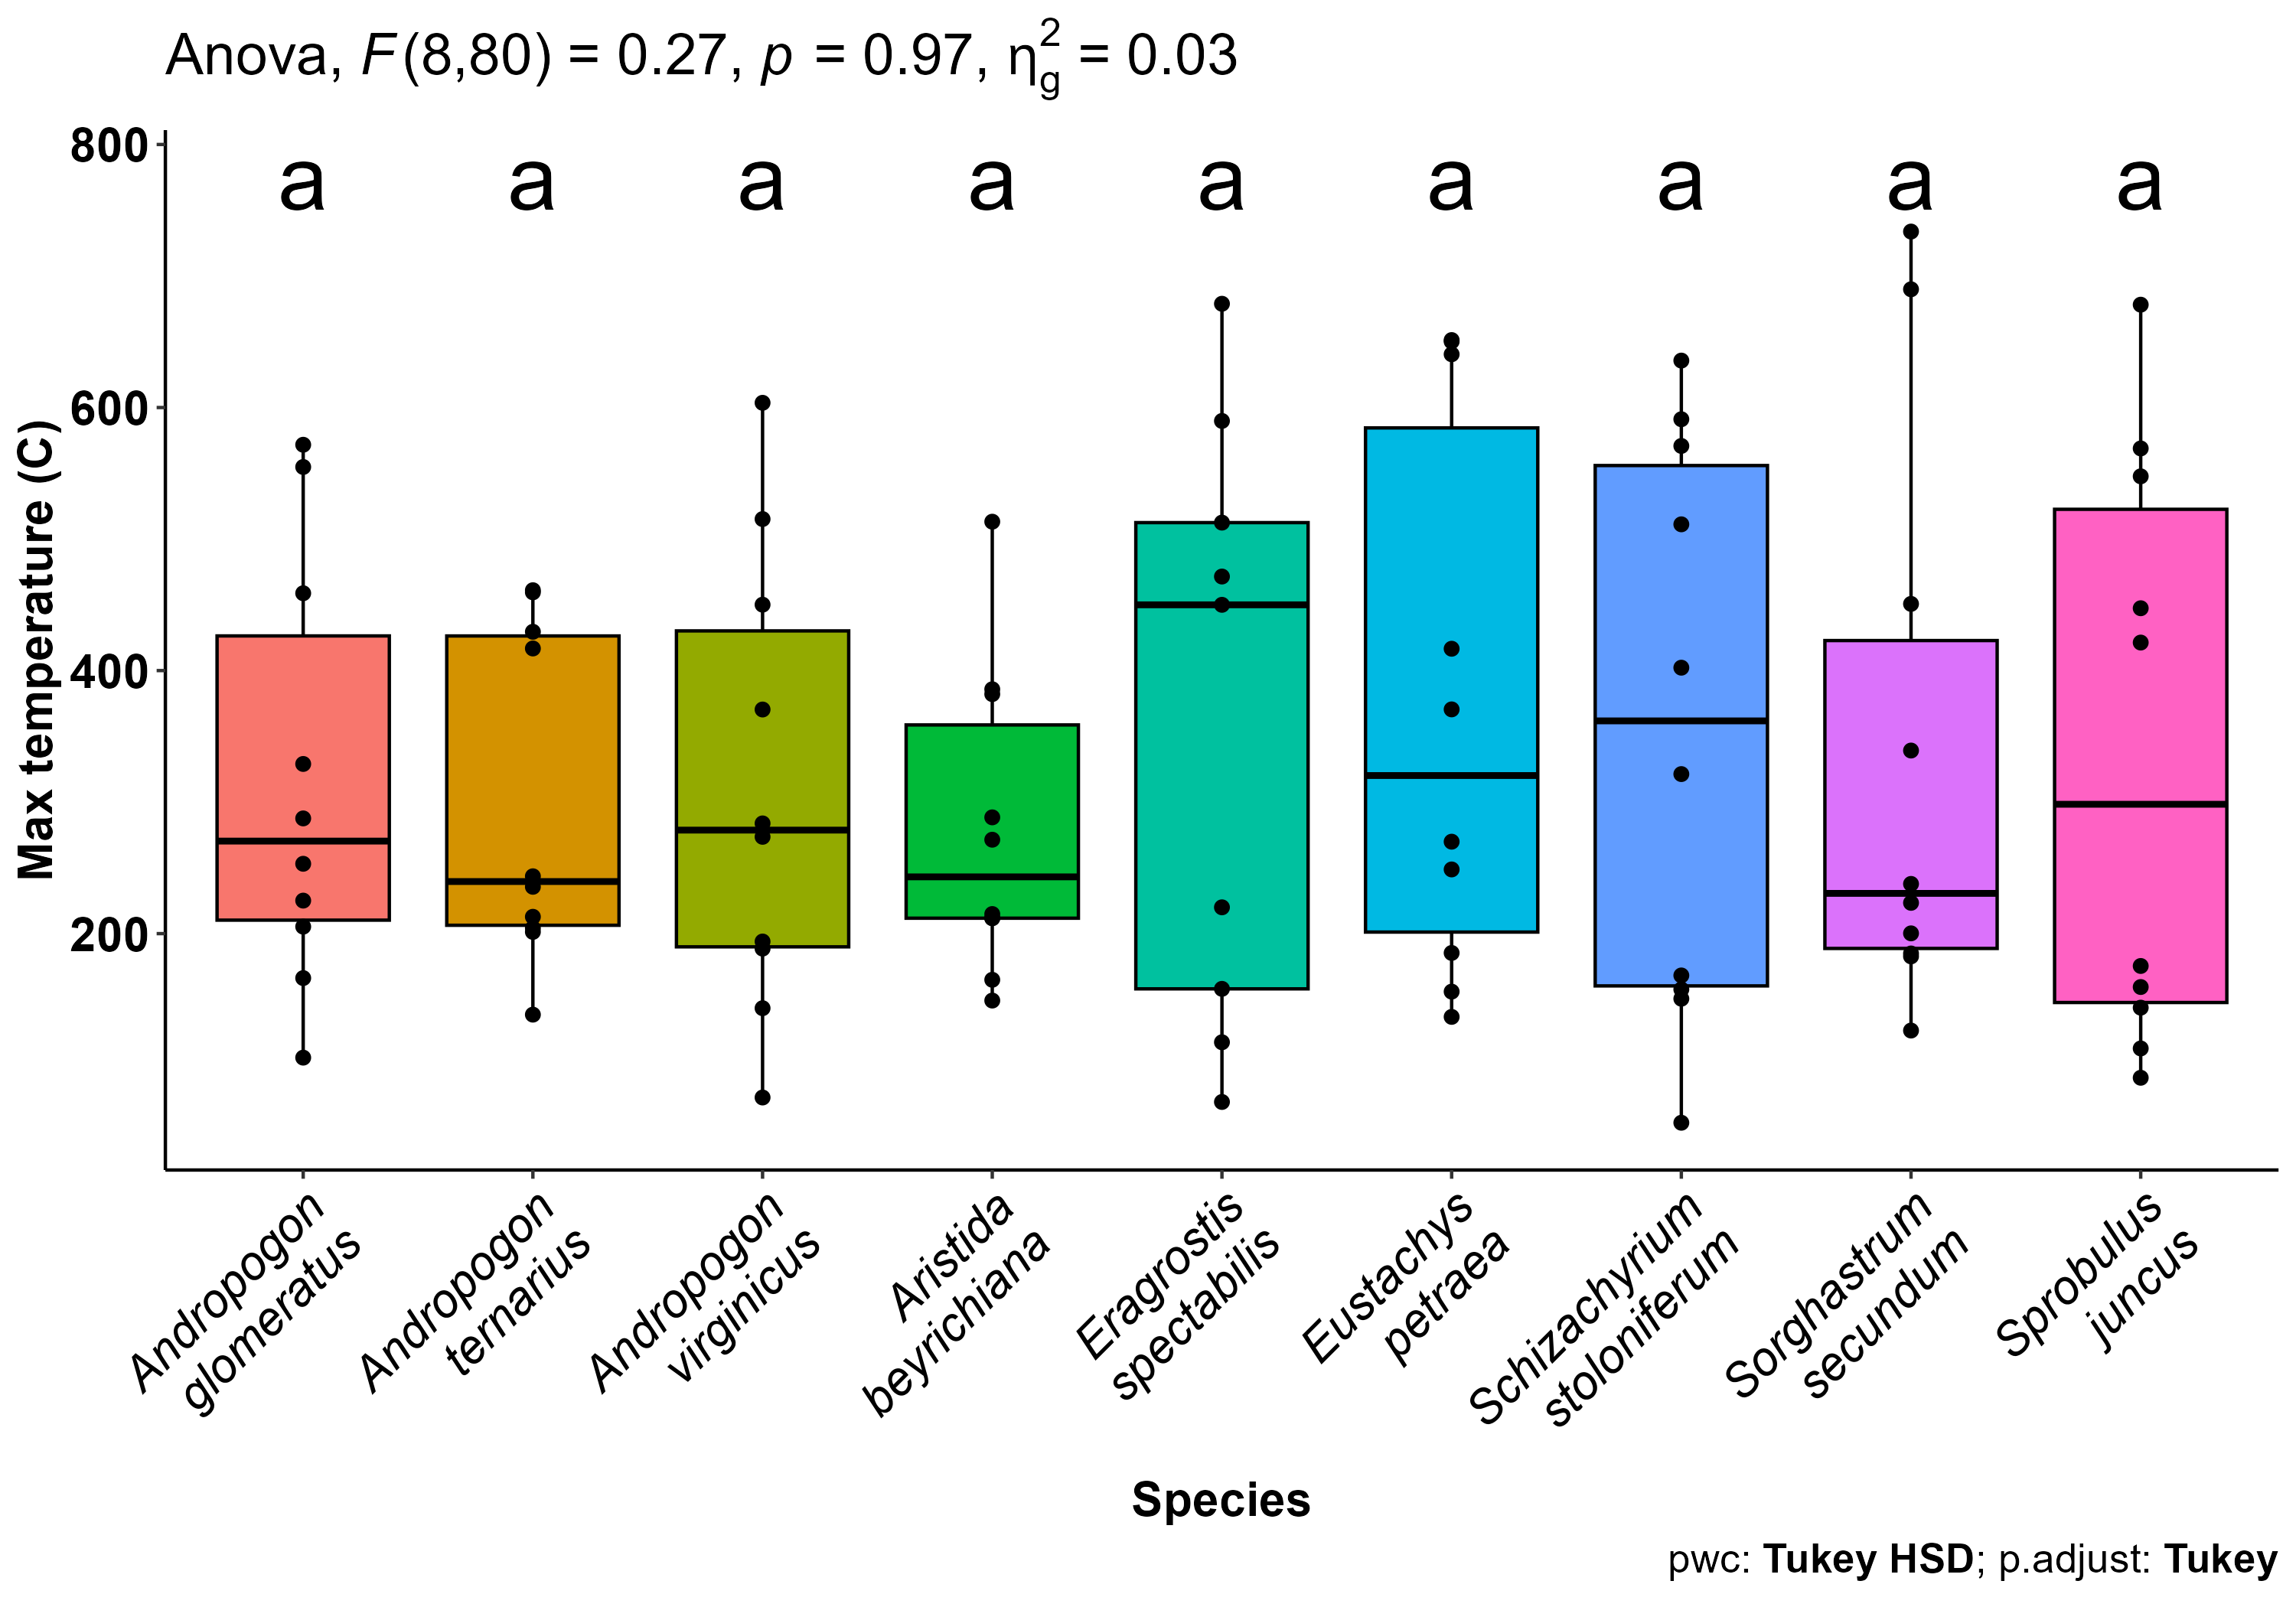 Anova, F(8,80) = 0.27, p = 0.97, η²g = 0.03
800
600
400
200
Max temperature (C)
a a a a a a a a a
Andropogon
glomeratus
Andropogon
ternarius
Andropogon
virginicus
Aristida
beyrichiana
Eragrostis
spectabilis
Eustachys
petraea
Schizachyrium
stoloniferum
Sorghastrum
secundum
Sprobulus
juncus
Species
pwc: Tukey HSD; p.adjust: Tukey